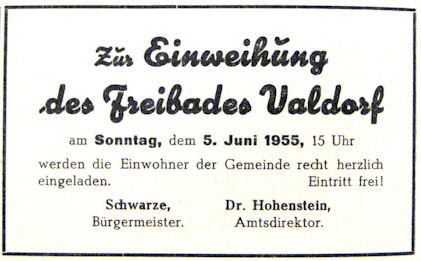 Zur Einweihung
des Freibades Valdorf
am Sonntag, dem 5. Juni 1955, 15 Uhr
werden die Einwohner der Gemeinde recht herzlich
eingeladen. Eintritt frei!
Schwarze, Dr. Hohenstein,
Bürgermeister. Amtsdirektor.